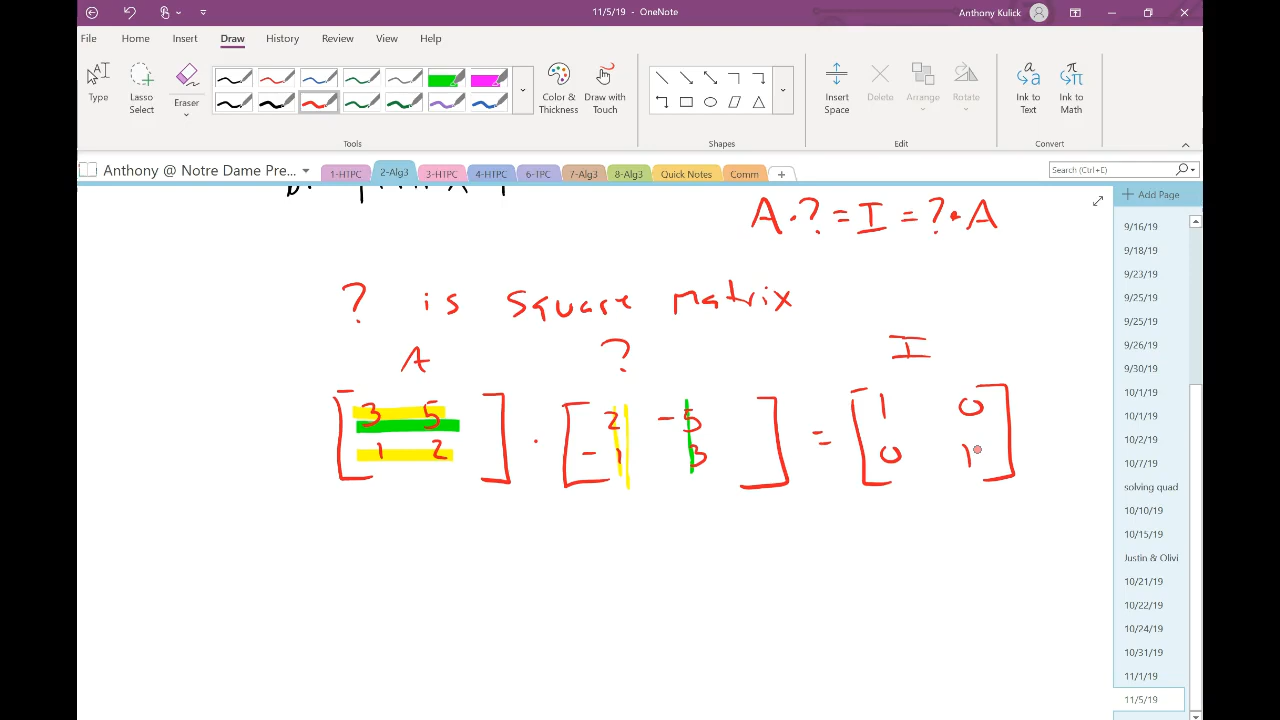 11/5/19 - OneNote
Anthony Kulick
File Home Insert Draw History Review View Help
Type
Lasso Select
Eraser
Color & Thickness
Draw with Touch
Insert Space
Delete
Arrange
Rotate
Ink to Text
Ink to Math
Tools
Shapes
Edit
Convert
Anthony @ Notre Dame Pre...
1-HTPC 2-Alg3 3-HTPC 4-HTPC 6-TPC 7-Alg3 8-Alg3 Quick Notes Comm +
Search (Ctrl+E)
A · ? = I = ? · A
? is square matrix
A ? I
[ 3 5 ] · [ 2 -5 ] = [ 1 0 ]
[ 1 2 ] [ -1 3 ] [ 0 1 ]
+ Add Page
9/16/19
9/18/19
9/23/19
9/25/19
9/25/19
9/26/19
9/30/19
10/1/19
10/1/19
10/2/19
10/7/19
solving quad
10/10/19
10/15/19
Justin & Olivi
10/21/19
10/22/19
10/24/19
10/31/19
11/1/19
11/5/19